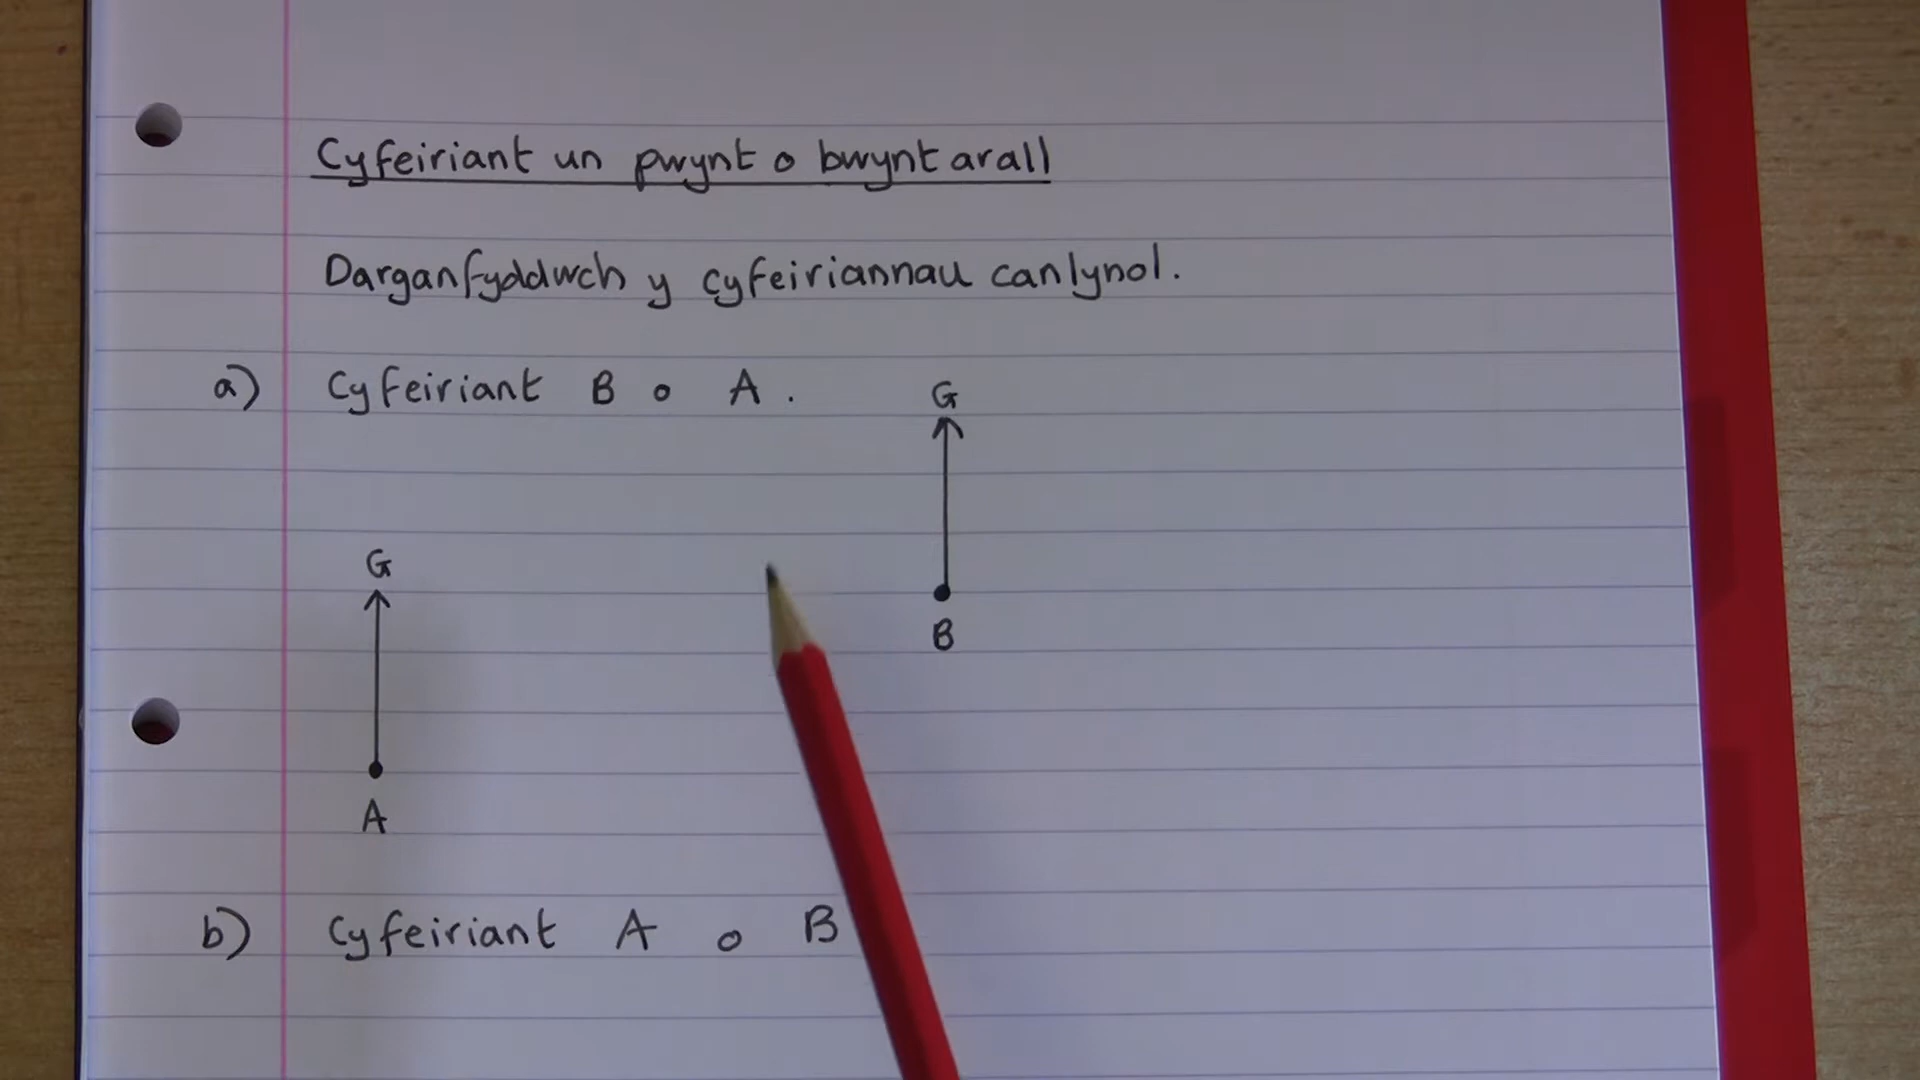 Cyfeiriant un pwynt o bwynt arall
Darganfyddwch y cyfeiriannau canlynol.
a) Cyfeiriant B o A.
G
G
B
A
b) Cyfeiriant A o B